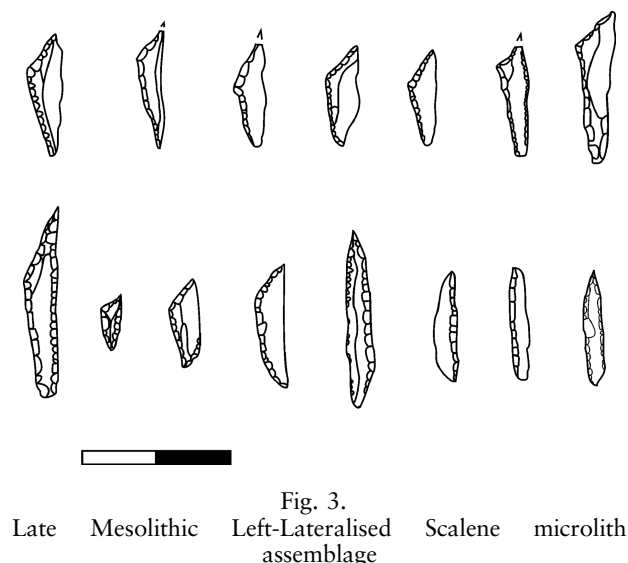 Fig. 3.
Late Mesolithic Left-Lateralised Scalene microlith
assemblage